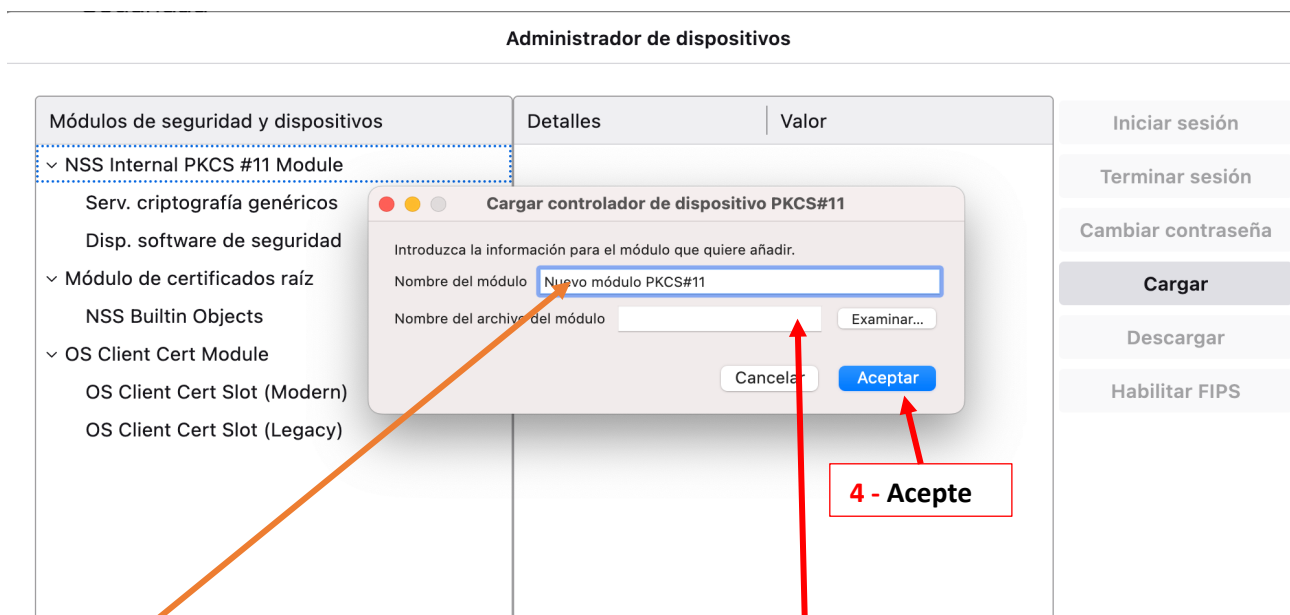 Administrador de dispositivos
Módulos de seguridad y dispositivos
Detalles
Valor
NSS Internal PKCS #11 Module
Serv. criptografía genéricos
Disp. software de seguridad
Módulo de certificados raíz
NSS Builtin Objects
OS Client Cert Module
OS Client Cert Slot (Modern)
OS Client Cert Slot (Legacy)
Cargar controlador de dispositivo PKCS#11
Introduzca la información para el módulo que quiere añadir.
Nombre del módulo
Nuevo módulo PKCS#11
Nombre del archivo del módulo
Examinar...
Cancelar
Aceptar
4 - Acepte
Iniciar sesión
Terminar sesión
Cambiar contraseña
Cargar
Descargar
Habilitar FIPS